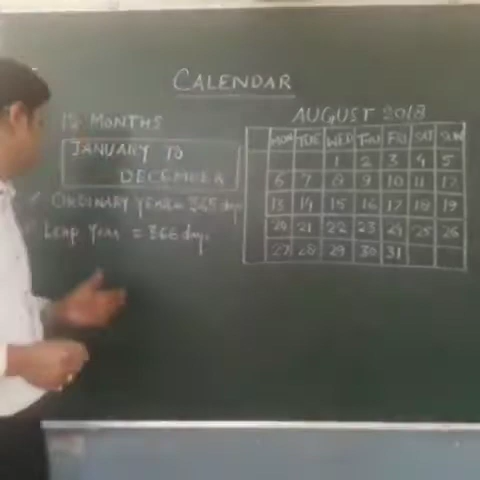 CALENDAR
12 MONTHS
JANUARY TO
DECEMBER
ORDINARY YEAR = 365 days
LEAP YEAR = 366 days
AUGUST 2018
MON TUE WED THU FRI SAT SUN
1 2 3 4 5
6 7 8 9 10 11 12
13 14 15 16 17 18 19
20 21 22 23 24 25 26
27 28 29 30 31